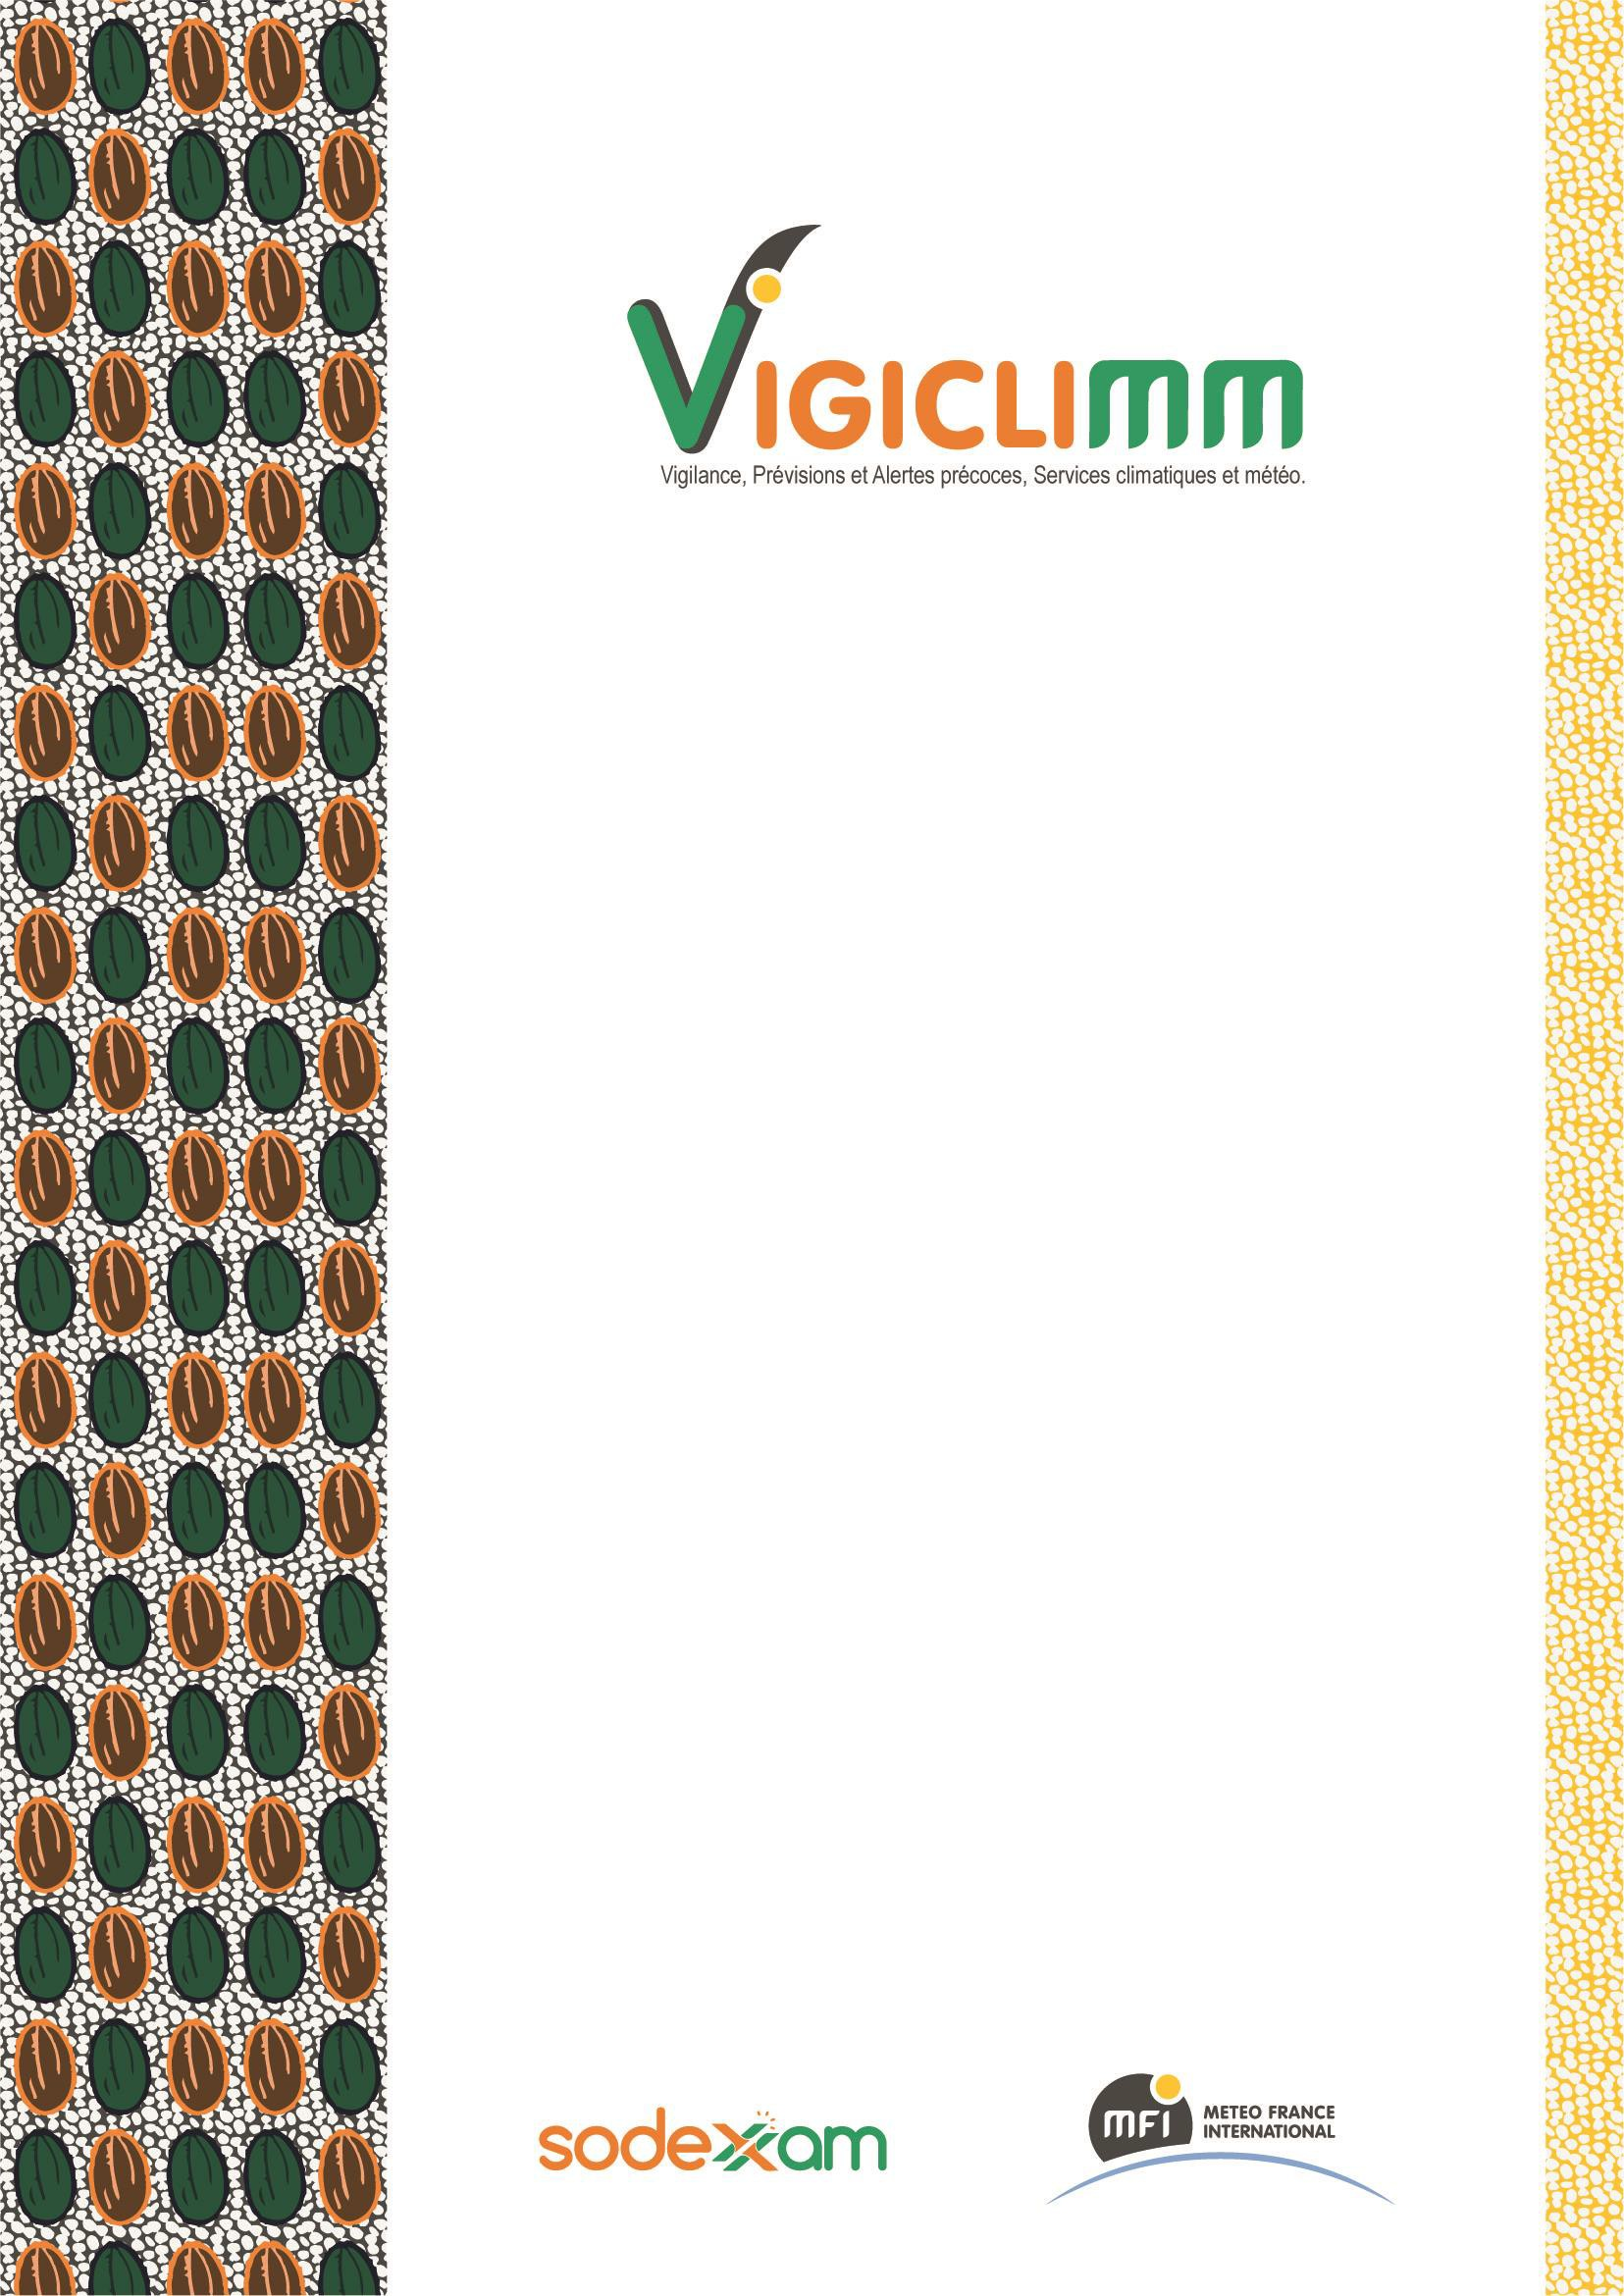 VIGICLIMM
Vigilance, Prévisions et Alertes précoces, Services climatiques et météo.
sodexam
MFI
METEO FRANCE
INTERNATIONAL